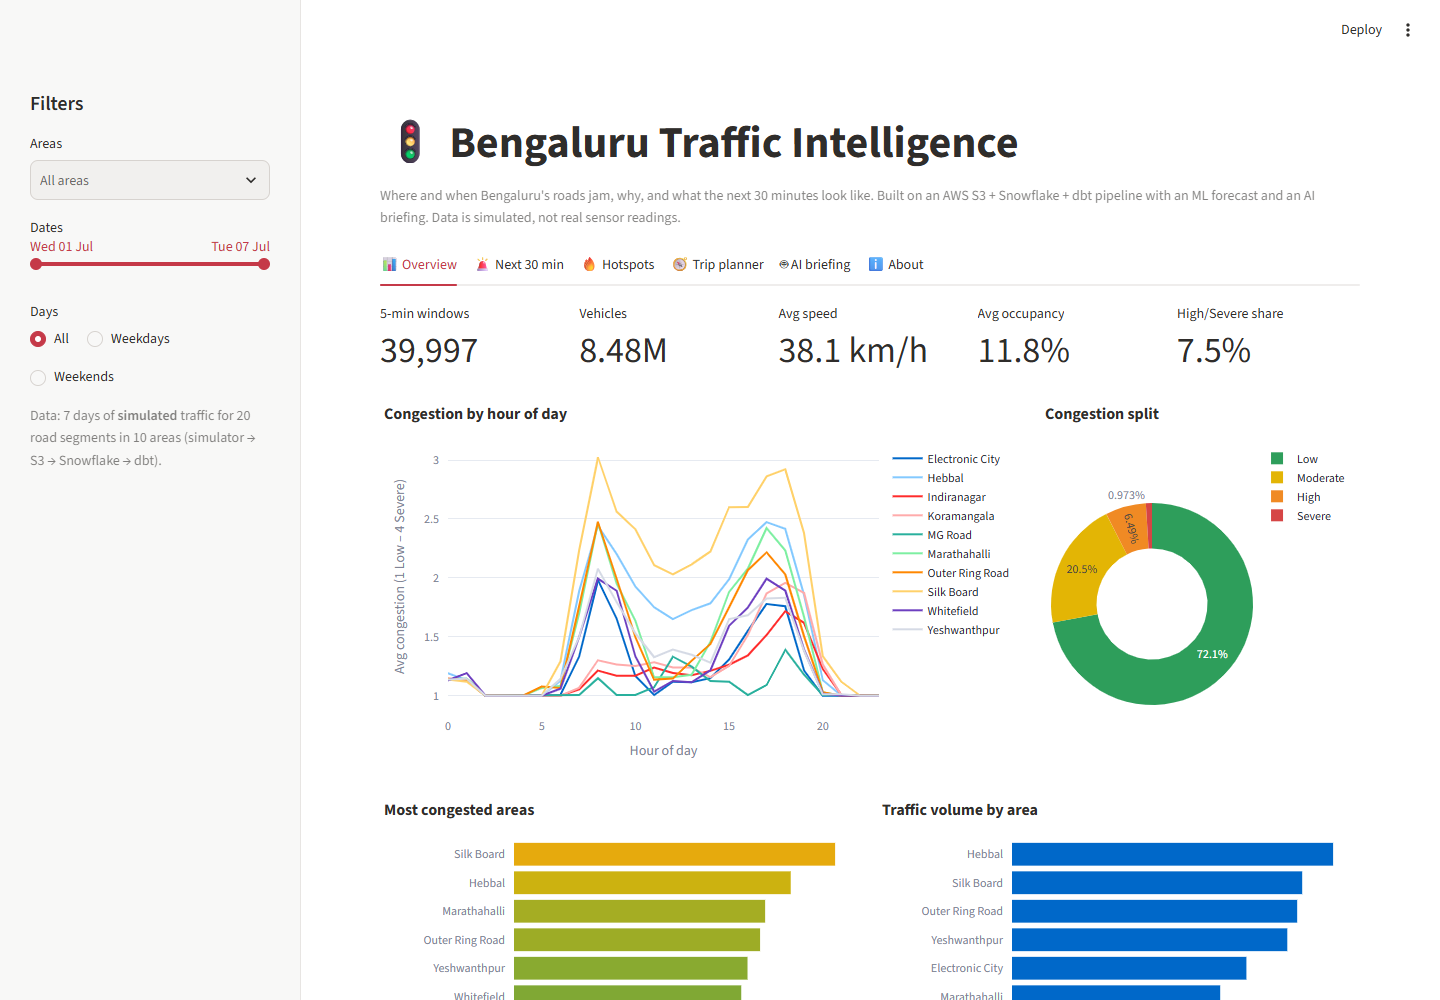 Deploy
Filters
Areas
All areas
Dates
Wed 01 Jul
Tue 07 Jul
Days
All
Weekdays
Weekends
Data: 7 days of simulated traffic for 20
road segments in 10 areas (simulator →
S3 → Snowflake → dbt).
Bengaluru Traffic Intelligence
Where and when Bengaluru's roads jam, why, and what the next 30 minutes look like. Built on an AWS S3 + Snowflake + dbt pipeline with an ML forecast and an AI
briefing. Data is simulated, not real sensor readings.
Overview
Next 30 min
Hotspots
Trip planner
AI briefing
About
5-min windows
Vehicles
Avg speed
Avg occupancy
High/Severe share
39,997
8.48M
38.1 km/h
11.8%
7.5%
Congestion by hour of day
Avg congestion (1 Low – 4 Severe)
3
2.5
2
1.5
1
0
5
10
15
20
Hour of day
Electronic City
Hebbal
Indiranagar
Koramangala
MG Road
Marathahalli
Outer Ring Road
Silk Board
Whitefield
Yeshwanthpur
Congestion split
Low
Moderate
High
Severe
0.973%
6.49%
20.5%
72.1%
Most congested areas
Silk Board
Hebbal
Marathahalli
Outer Ring Road
Yeshwanthpur
Whitefield
Traffic volume by area
Hebbal
Silk Board
Outer Ring Road
Yeshwanthpur
Electronic City
Marathahalli